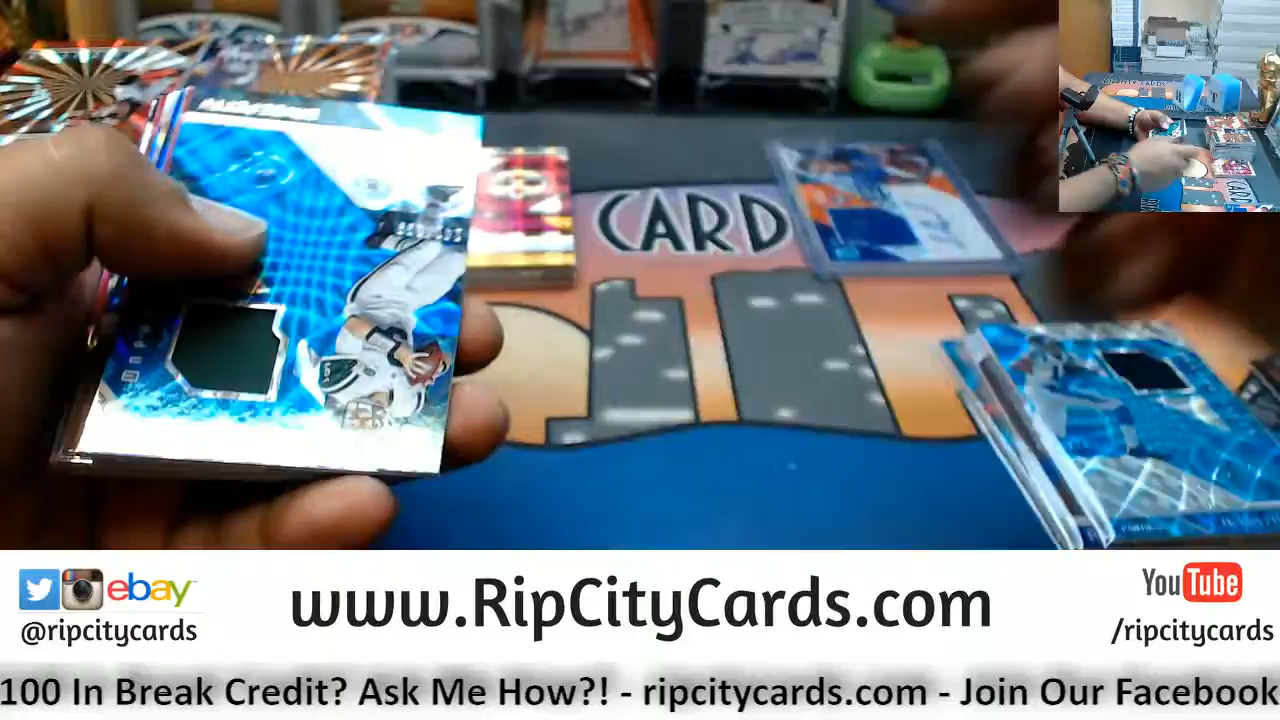 CARD
ebay
@ripcitycards
www.RipCityCards.com
YouTube
/ripcitycards
100 In Break Credit? Ask Me How?! - ripcitycards.com - Join Our Facebook